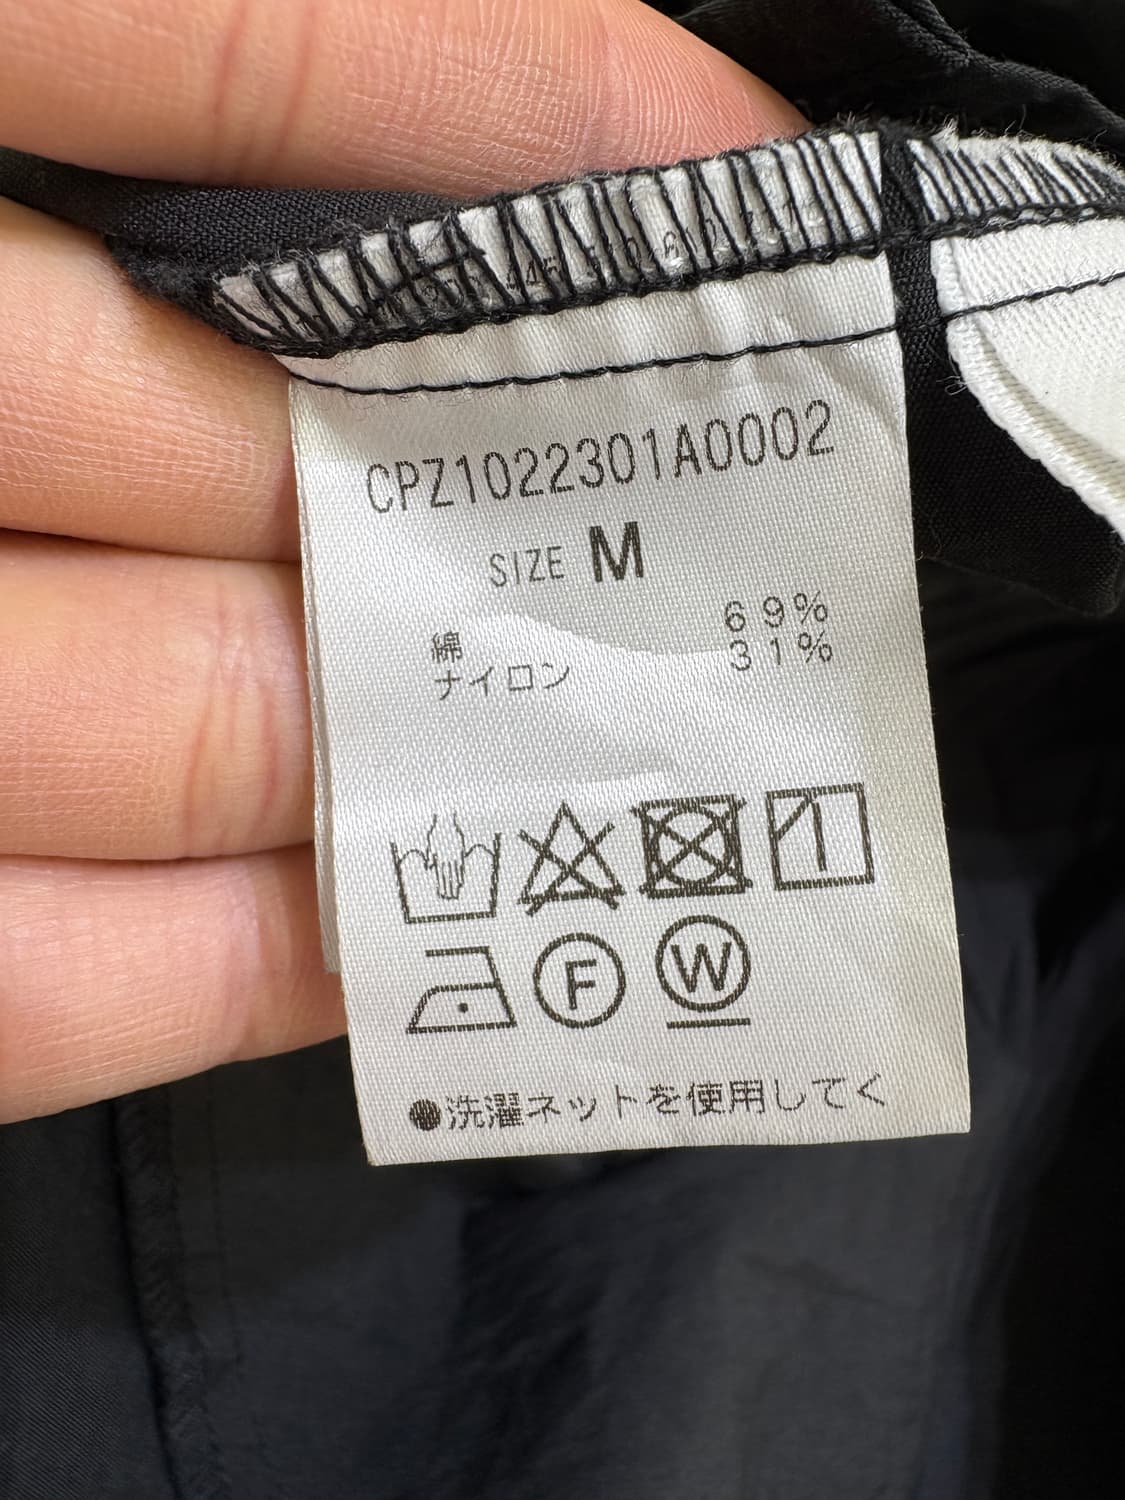 CPZ1022301A0002
SIZE M
綿 69%
ナイロン 31%
1
F W
●洗濯ネットを使用してく